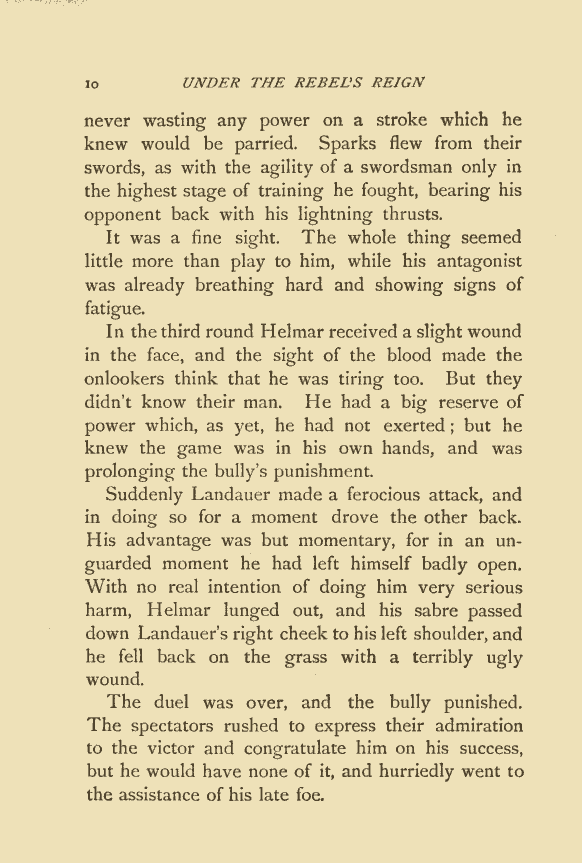 10 UNDER THE REBEL'S REIGN
never wasting any power on a stroke which he
knew would be parried. Sparks flew from their
swords, as with the agility of a swordsman only in
the highest stage of training he fought, bearing his
opponent back with his lightning thrusts.
It was a fine sight. The whole thing seemed
little more than play to him, while his antagonist
was already breathing hard and showing signs of
fatigue.
In the third round Helmar received a slight wound
in the face, and the sight of the blood made the
onlookers think that he was tiring too. But they
didn't know their man. He had a big reserve of
power which, as yet, he had not exerted; but he
knew the game was in his own hands, and was
prolonging the bully's punishment.
Suddenly Landauer made a ferocious attack, and
in doing so for a moment drove the other back.
His advantage was but momentary, for in an un-
guarded moment he had left himself badly open.
With no real intention of doing him very serious
harm, Helmar lunged out, and his sabre passed
down Landauer's right cheek to his left shoulder, and
he fell back on the grass with a terribly ugly
wound.
The duel was over, and the bully punished.
The spectators rushed to express their admiration
to the victor and congratulate him on his success,
but he would have none of it, and hurriedly went to
the assistance of his late foe.